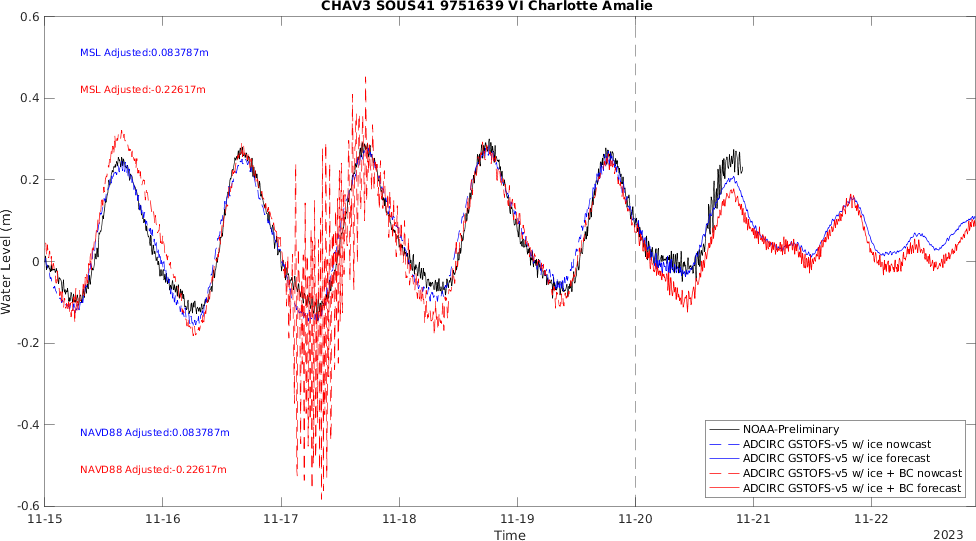 CHAV3 SOUS41 9751639 VI Charlotte Amalie
0.6
MSL Adjusted:0.083787m
MSL Adjusted:-0.22617m
0.4
0.2
0
-0.2
-0.4
-0.6
Water Level (m)
NAVD88 Adjusted:0.083787m
NAVD88 Adjusted:-0.22617m
NOAA-Preliminary
ADCIRC GSTOFS-v5 w/ ice nowcast
ADCIRC GSTOFS-v5 w/ ice forecast
ADCIRC GSTOFS-v5 w/ ice + BC nowcast
ADCIRC GSTOFS-v5 w/ ice + BC forecast
11-15 11-16 11-17 11-18 11-19 11-20 11-21 11-22
Time
2023